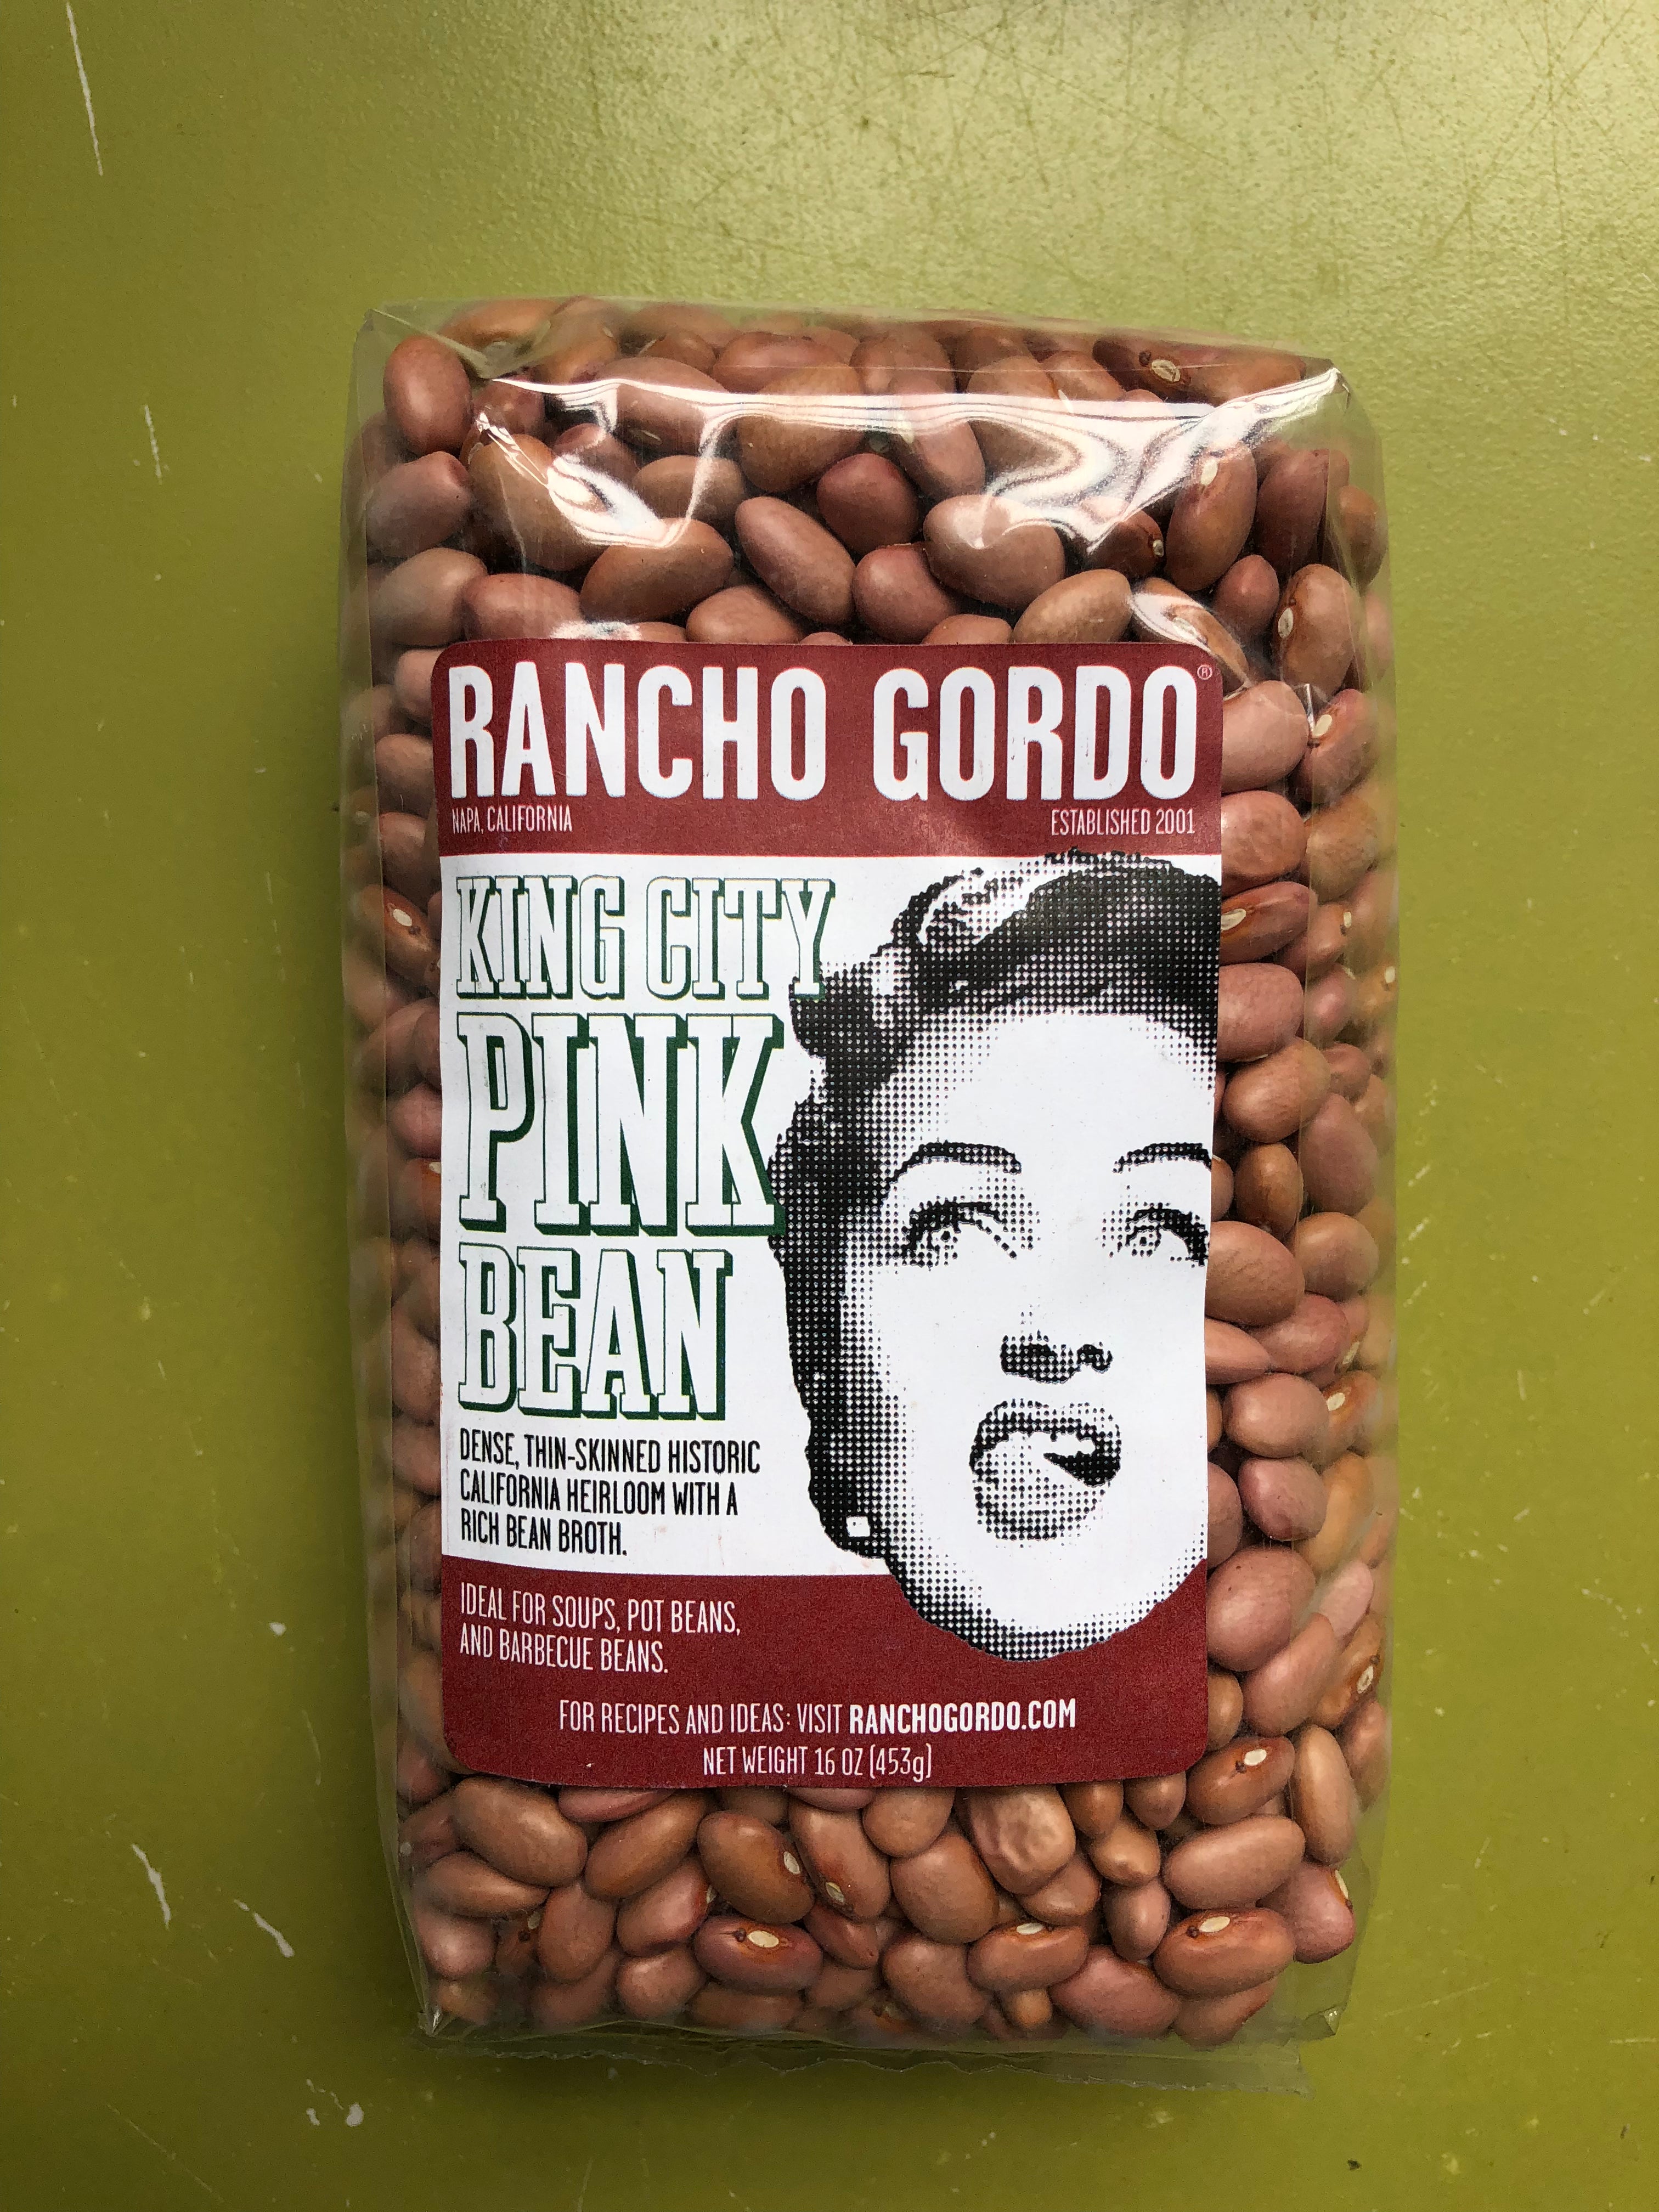 RANCHO GORDO®
NAPA, CALIFORNIA
ESTABLISHED 2001
KING CITY
PINK
BEAN
DENSE, THIN-SKINNED HISTORIC
CALIFORNIA HEIRLOOM WITH A
RICH BEAN BROTH.
IDEAL FOR SOUPS, POT BEANS,
AND BARBECUE BEANS.
FOR RECIPES AND IDEAS: VISIT RANCHOGORDO.COM
NET WEIGHT 16 OZ (453g)